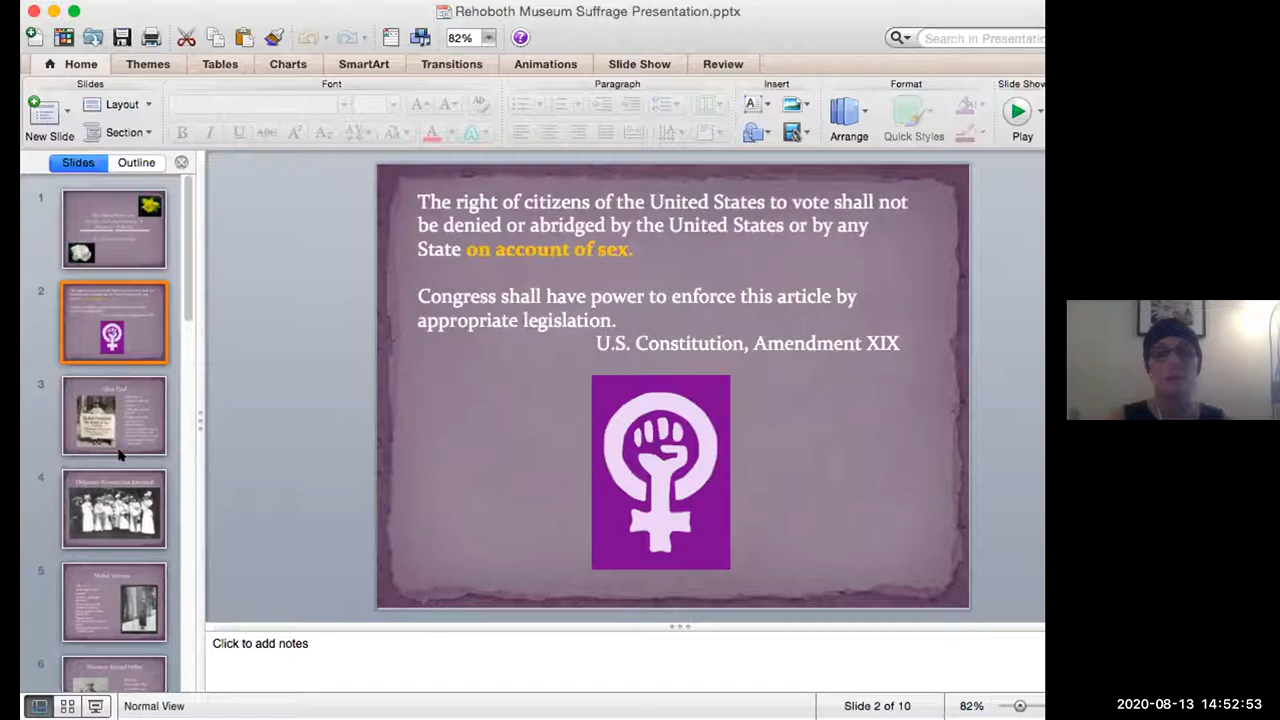 Rehoboth Museum Suffrage Presentation.pptx
82%
Search in Presentatic
Home Themes Tables Charts SmartArt Transitions Animations Slide Show Review
Slides Font Paragraph Insert Format Slide Show
New Slide Layout Section Arrange Quick Styles Play
Slides Outline
1
2
3
Alice Paul
4
5
Mabel Vernon
6
The right of citizens of the United States to vote shall not
be denied or abridged by the United States or by any
State on account of sex.
Congress shall have power to enforce this article by
appropriate legislation.
U.S. Constitution, Amendment XIX
Click to add notes
Normal View Slide 2 of 10 82%
2020-08-13 14:52:53